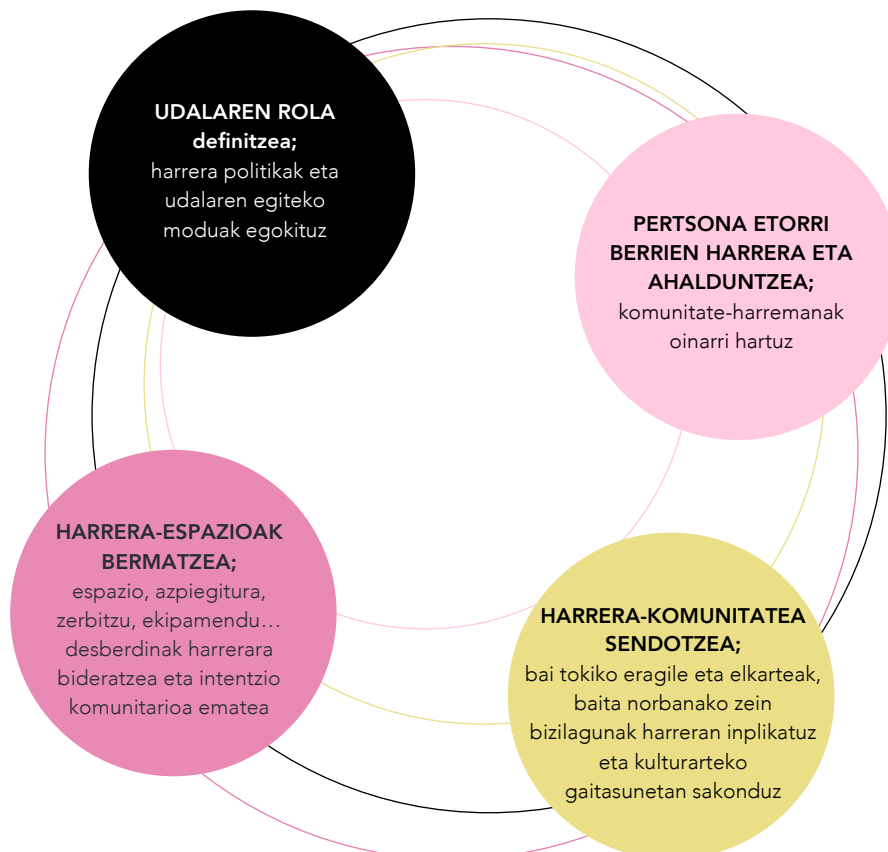 UDALAREN ROLA
definitzea;
harrera politikak eta
udalaren egiteko
moduak egokituz
PERTSONA ETORRI
BERRIEN HARRERA ETA
AHALDUNTZEA;
komunitate-harremanak
oinarri hartuz
HARRERA-ESPAZIOAK
BERMATZEA;
espazio, azpiegitura,
zerbitzu, ekipamendu…
desberdinak harrerara
bideratzea eta intentzio
komunitarioa ematea
HARRERA-KOMUNITATEA
SENDOTZEA;
bai tokiko eragile eta elkarteak,
baita norbanako zein
bizilagunak harreran inplikatuz
eta kulturarteko
gaitasunetan sakonduz